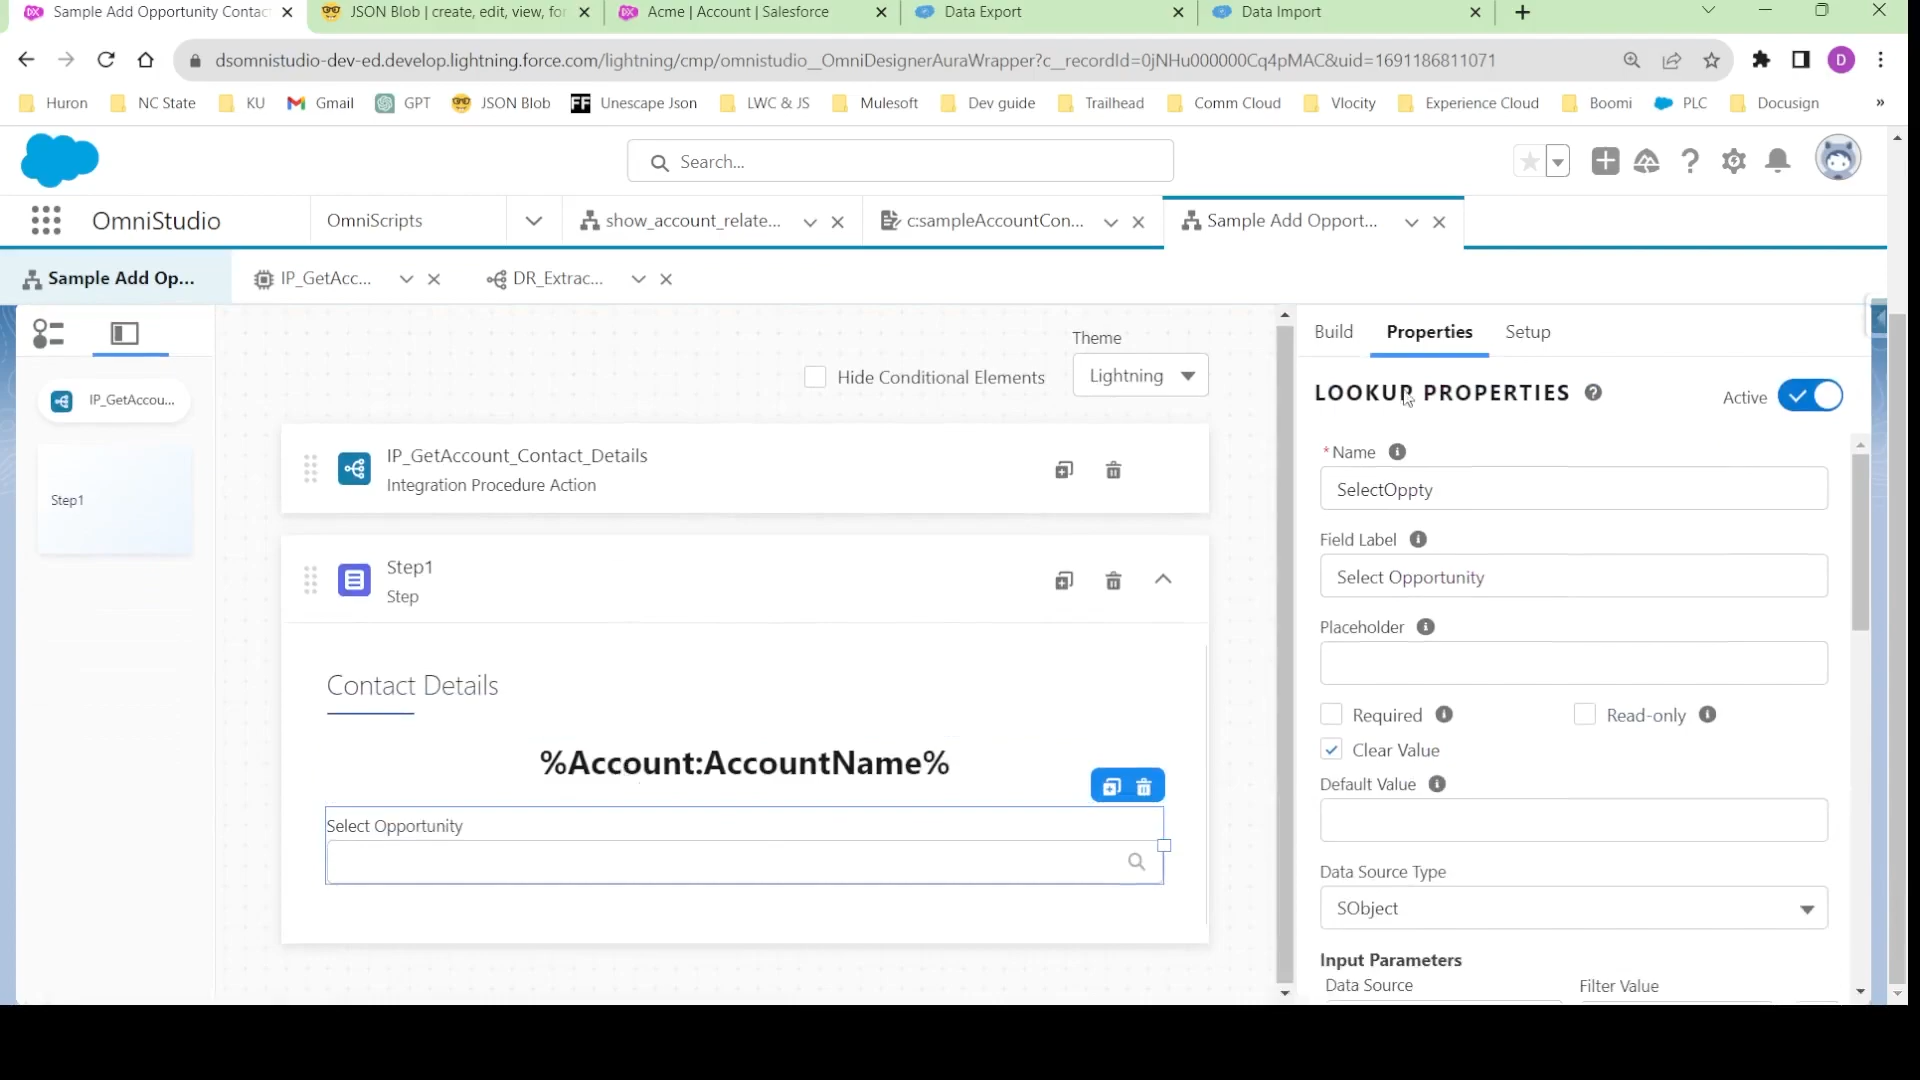 Sample Add Opportunity Contac
JSON Blob | create, edit, view, for
Acme | Account | Salesforce
Data Export
Data Import
dsomnistudio-dev-ed.develop.lightning.force.com/lightning/cmp/omnistudio__OmniDesignerAuraWrapper?c__recordId=0jNHu000000Cq4pMAC&uid=1691186811071
D
Huron
NC State
KU
Gmail
GPT
JSON Blob
FF
Unescape Json
LWC & JS
Mulesoft
Dev guide
Trailhead
Comm Cloud
Vlocity
Experience Cloud
Boomi
PLC
Docusign
»
Search...
OmniStudio
OmniScripts
show_account_relate...
c:sampleAccountCon...
Sample Add Opport...
Sample Add Op...
IP_GetAcc...
DR_Extrac...
IP_GetAccou...
Step1
Theme
Hide Conditional Elements
Lightning
IP_GetAccount_Contact_Details
Integration Procedure Action
Step1
Step
Contact Details
%Account:AccountName%
Select Opportunity
Build
Properties
Setup
LOOKUP PROPERTIES
Active
*Name
SelectOppty
Field Label
Select Opportunity
Placeholder
Required
Read-only
Clear Value
Default Value
Data Source Type
SObject
Input Parameters
Data Source
Filter Value